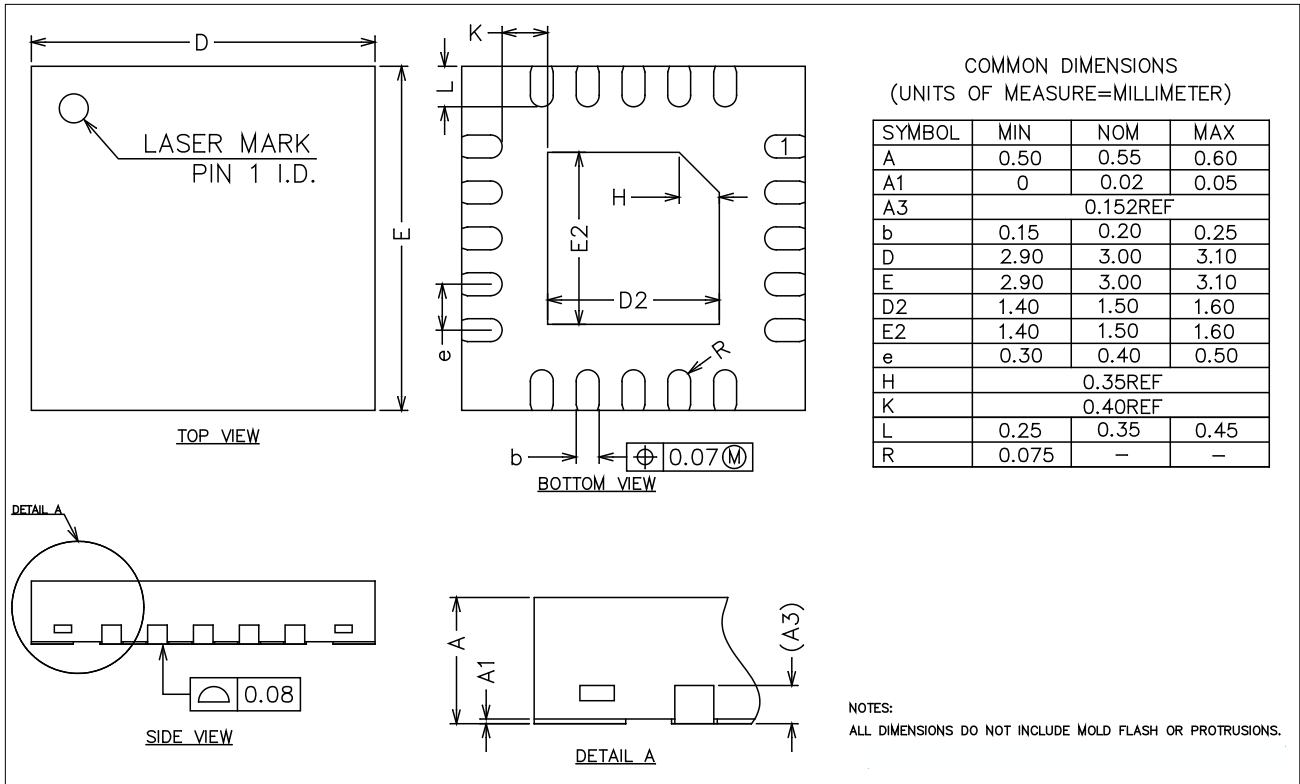 D
LASER MARK
PIN 1 I.D.
E
TOP VIEW
K
L
1
H
E2
D2
e
R
b
0.07 Ⓜ
BOTTOM VIEW
COMMON DIMENSIONS
(UNITS OF MEASURE=MILLIMETER)
SYMBOL MIN NOM MAX
A 0.50 0.55 0.60
A1 0 0.02 0.05
A3 0.152REF
b 0.15 0.20 0.25
D 2.90 3.00 3.10
E 2.90 3.00 3.10
D2 1.40 1.50 1.60
E2 1.40 1.50 1.60
e 0.30 0.40 0.50
H 0.35REF
K 0.40REF
L 0.25 0.35 0.45
R 0.075 – –
DETAIL A
0.08
SIDE VIEW
A
A1
(A3)
DETAIL A
NOTES:
ALL DIMENSIONS DO NOT INCLUDE MOLD FLASH OR PROTRUSIONS.